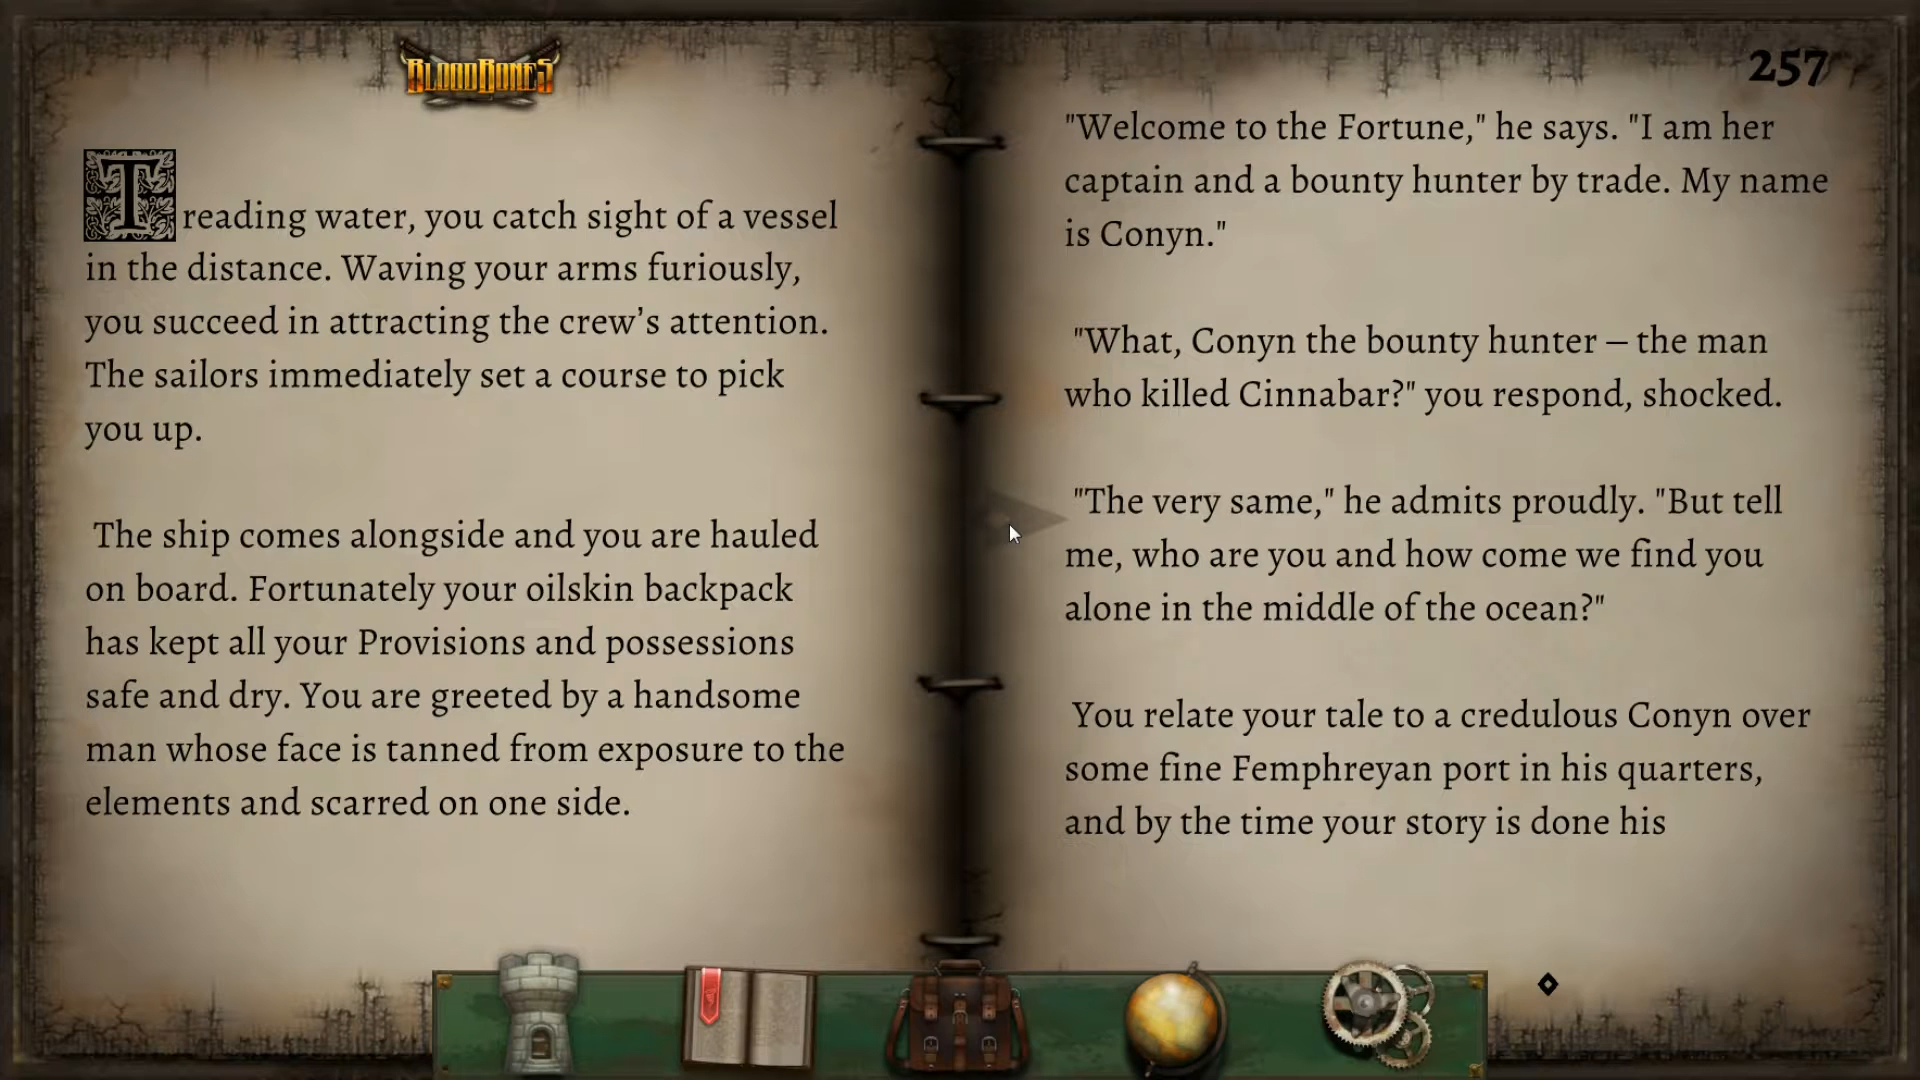 BLOODBONES
Treading water, you catch sight of a vessel
in the distance. Waving your arms furiously,
you succeed in attracting the crew’s attention.
The sailors immediately set a course to pick
you up.
The ship comes alongside and you are hauled
on board. Fortunately your oilskin backpack
has kept all your Provisions and possessions
safe and dry. You are greeted by a handsome
man whose face is tanned from exposure to the
elements and scarred on one side.
257
"Welcome to the Fortune," he says. "I am her
captain and a bounty hunter by trade. My name
is Conyn."
"What, Conyn the bounty hunter – the man
who killed Cinnabar?" you respond, shocked.
"The very same," he admits proudly. "But tell
me, who are you and how come we find you
alone in the middle of the ocean?"
You relate your tale to a credulous Conyn over
some fine Femphreyan port in his quarters,
and by the time your story is done his